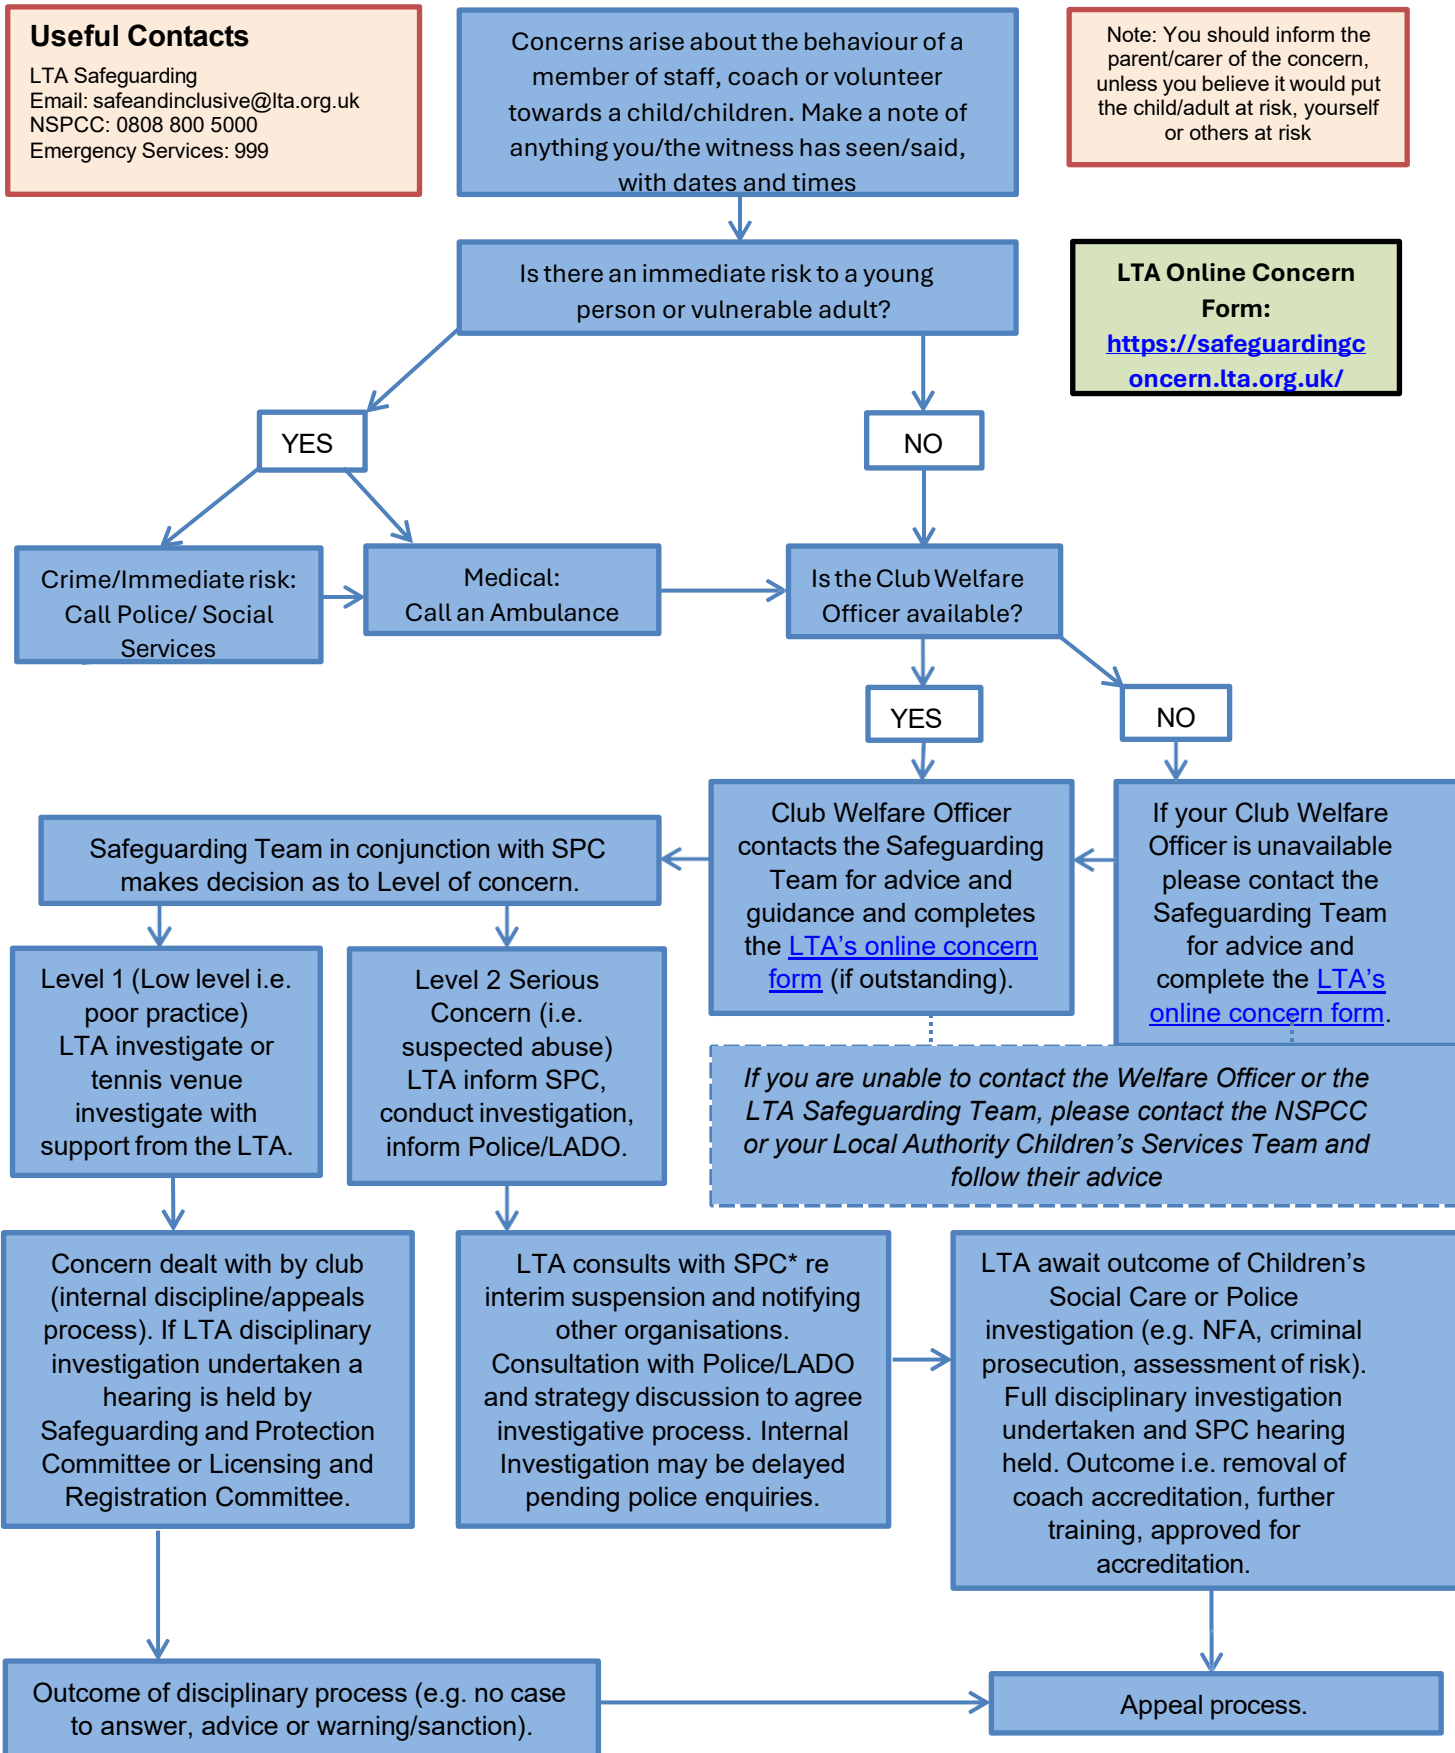 Useful Contacts
LTA Safeguarding
Email: safeandinclusive@lta.org.uk
NSPCC: 0808 800 5000
Emergency Services: 999
Concerns arise about the behaviour of a
member of staff, coach or volunteer
towards a child/children. Make a note of
anything you/the witness has seen/said,
with dates and times
Note: You should inform the
parent/carer of the concern,
unless you believe it would put
the child/adult at risk, yourself
or others at risk
Is there an immediate risk to a young
person or vulnerable adult?
LTA Online Concern
Form:
https://safeguardingc
oncern.lta.org.uk/
YES
NO
Crime/Immediate risk:
Call Police/ Social
Services
Medical:
Call an Ambulance
Is the Club Welfare
Officer available?
YES
NO
Club Welfare Officer
contacts the Safeguarding
Team for advice and
guidance and completes
the LTA’s online concern
form (if outstanding).
If your Club Welfare
Officer is unavailable
please contact the
Safeguarding Team
for advice and
complete the LTA’s
online concern form.
Safeguarding Team in conjunction with SPC
makes decision as to Level of concern.
Level 1 (Low level i.e.
poor practice)
LTA investigate or
tennis venue
investigate with
support from the LTA.
Level 2 Serious
Concern (i.e.
suspected abuse)
LTA inform SPC,
conduct investigation,
inform Police/LADO.
If you are unable to contact the Welfare Officer or the
LTA Safeguarding Team, please contact the NSPCC
or your Local Authority Children’s Services Team and
follow their advice
Concern dealt with by club
(internal discipline/appeals
process). If LTA disciplinary
investigation undertaken a
hearing is held by
Safeguarding and Protection
Committee or Licensing and
Registration Committee.
LTA consults with SPC* re
interim suspension and notifying
other organisations.
Consultation with Police/LADO
and strategy discussion to agree
investigative process. Internal
Investigation may be delayed
pending police enquiries.
LTA await outcome of Children’s
Social Care or Police
investigation (e.g. NFA, criminal
prosecution, assessment of risk).
Full disciplinary investigation
undertaken and SPC hearing
held. Outcome i.e. removal of
coach accreditation, further
training, approved for
accreditation.
Outcome of disciplinary process (e.g. no case
to answer, advice or warning/sanction).
Appeal process.